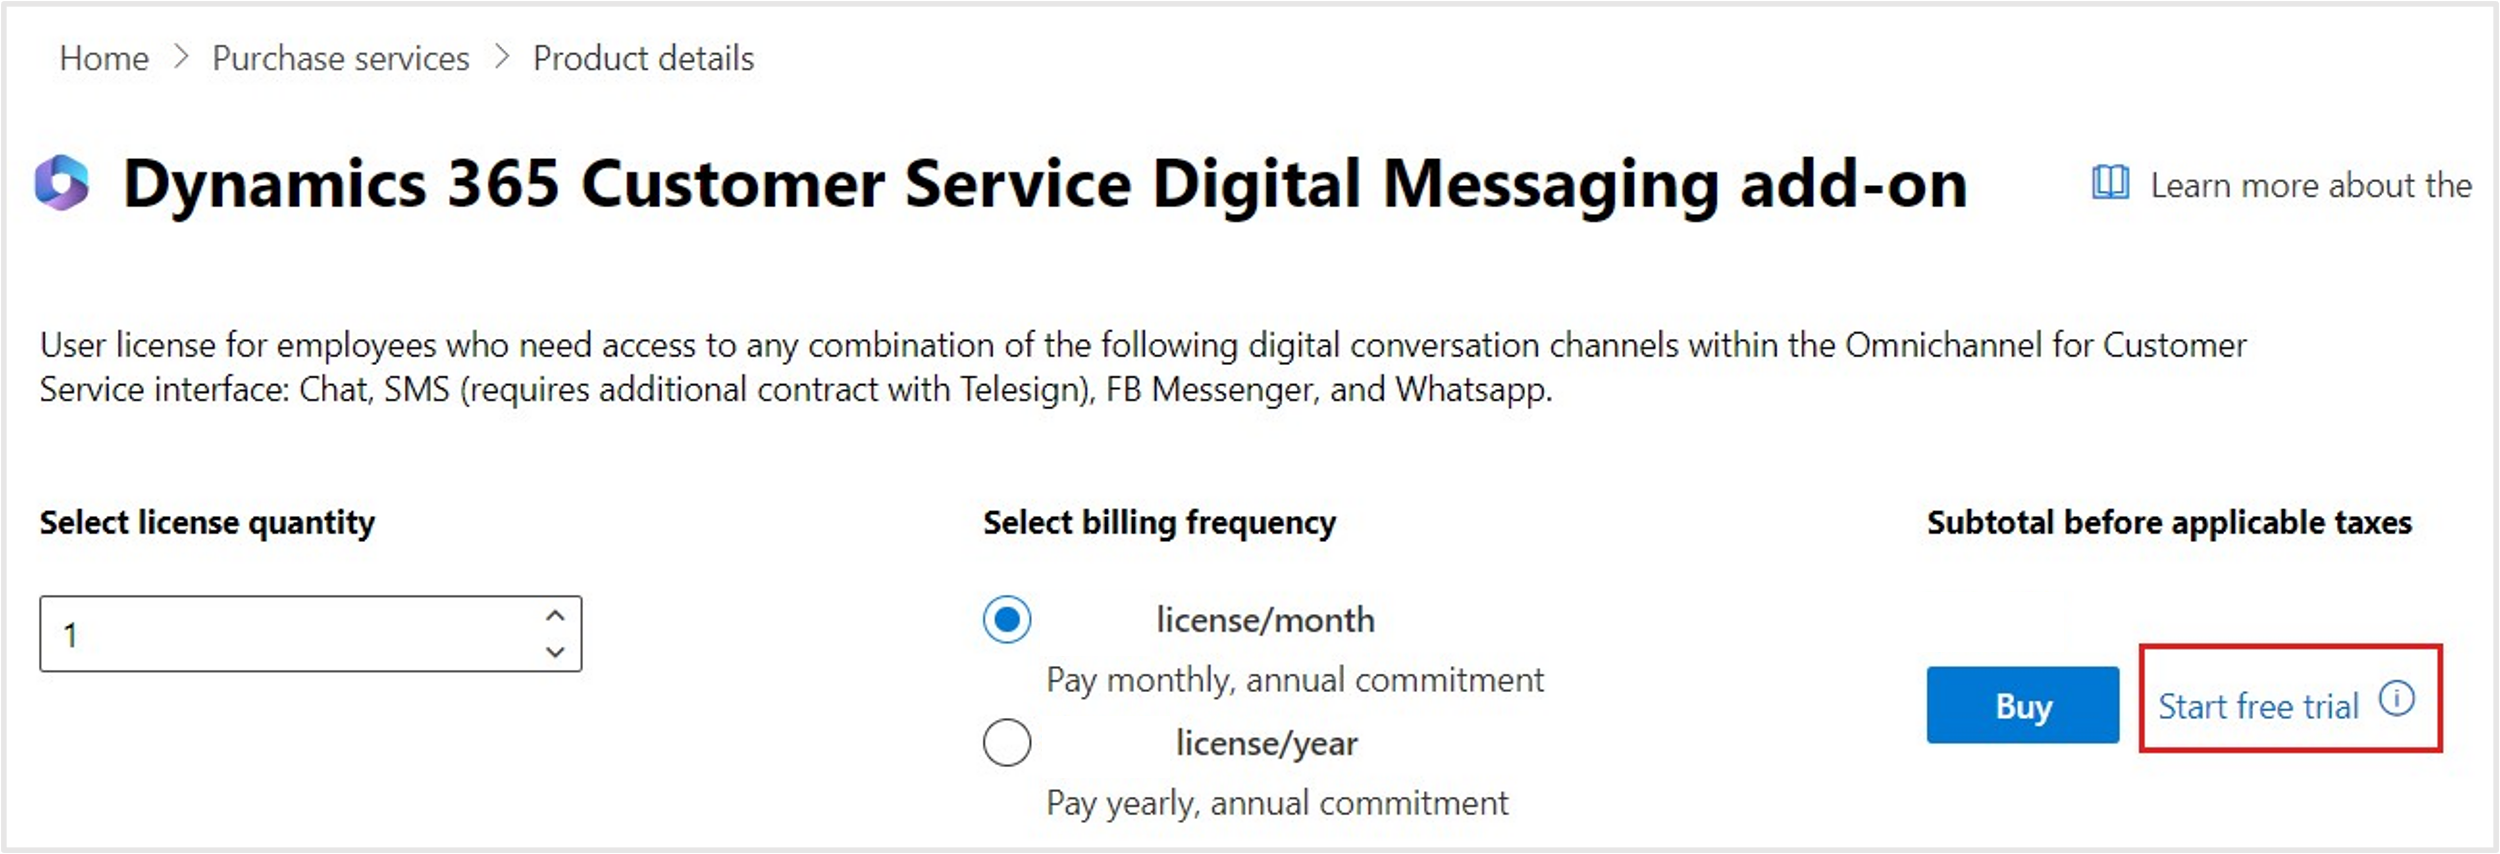 Home > Purchase services > Product details
Dynamics 365 Customer Service Digital Messaging add-on
Learn more about the
User license for employees who need access to any combination of the following digital conversation channels within the Omnichannel for Customer
Service interface: Chat, SMS (requires additional contract with Telesign), FB Messenger, and Whatsapp.
Select license quantity
1
Select billing frequency
license/month
Pay monthly, annual commitment
license/year
Pay yearly, annual commitment
Subtotal before applicable taxes
Buy
Start free trial